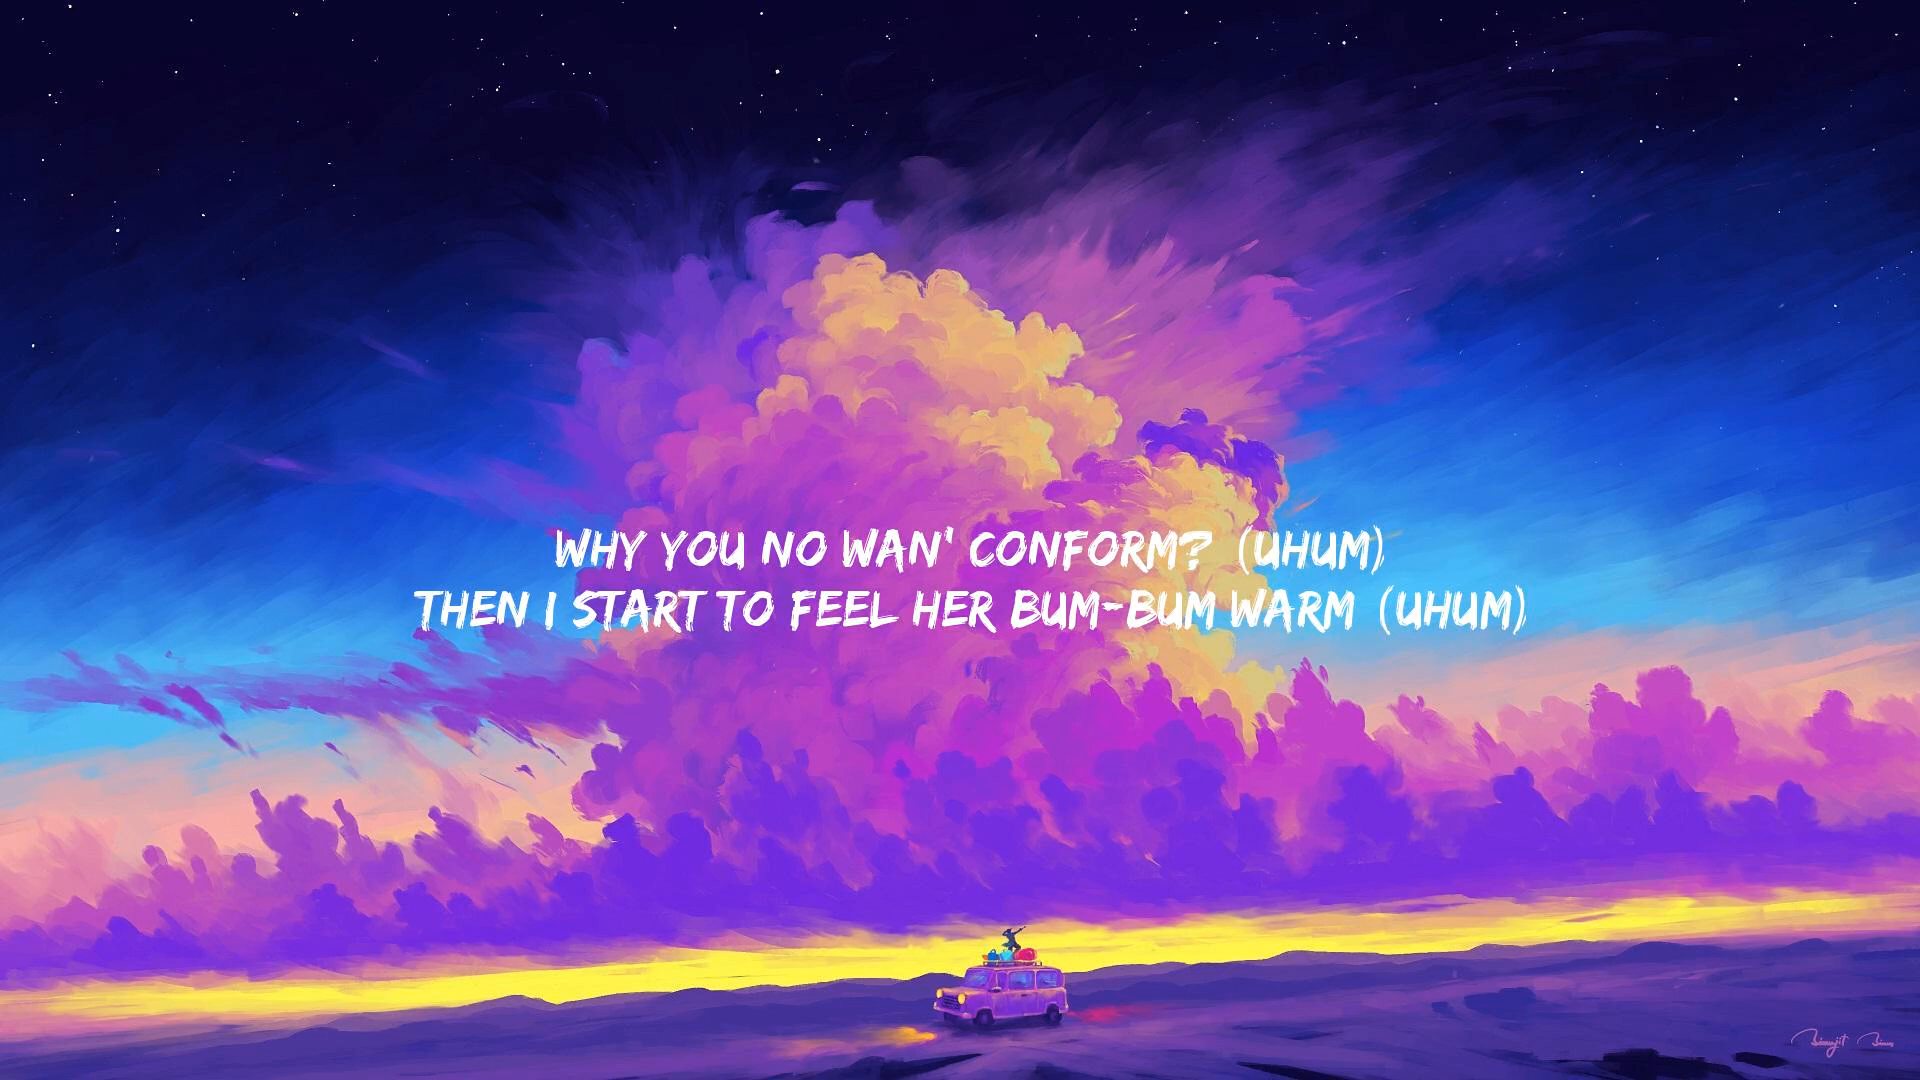 WHY YOU NO WAN' CONFORM? (UHUM)
THEN I START TO FEEL HER BUM-BUM WARM (UHUM)